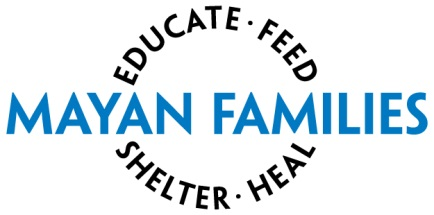 EDUCATE · FEED
MAYAN FAMILIES
SHELTER · HEAL